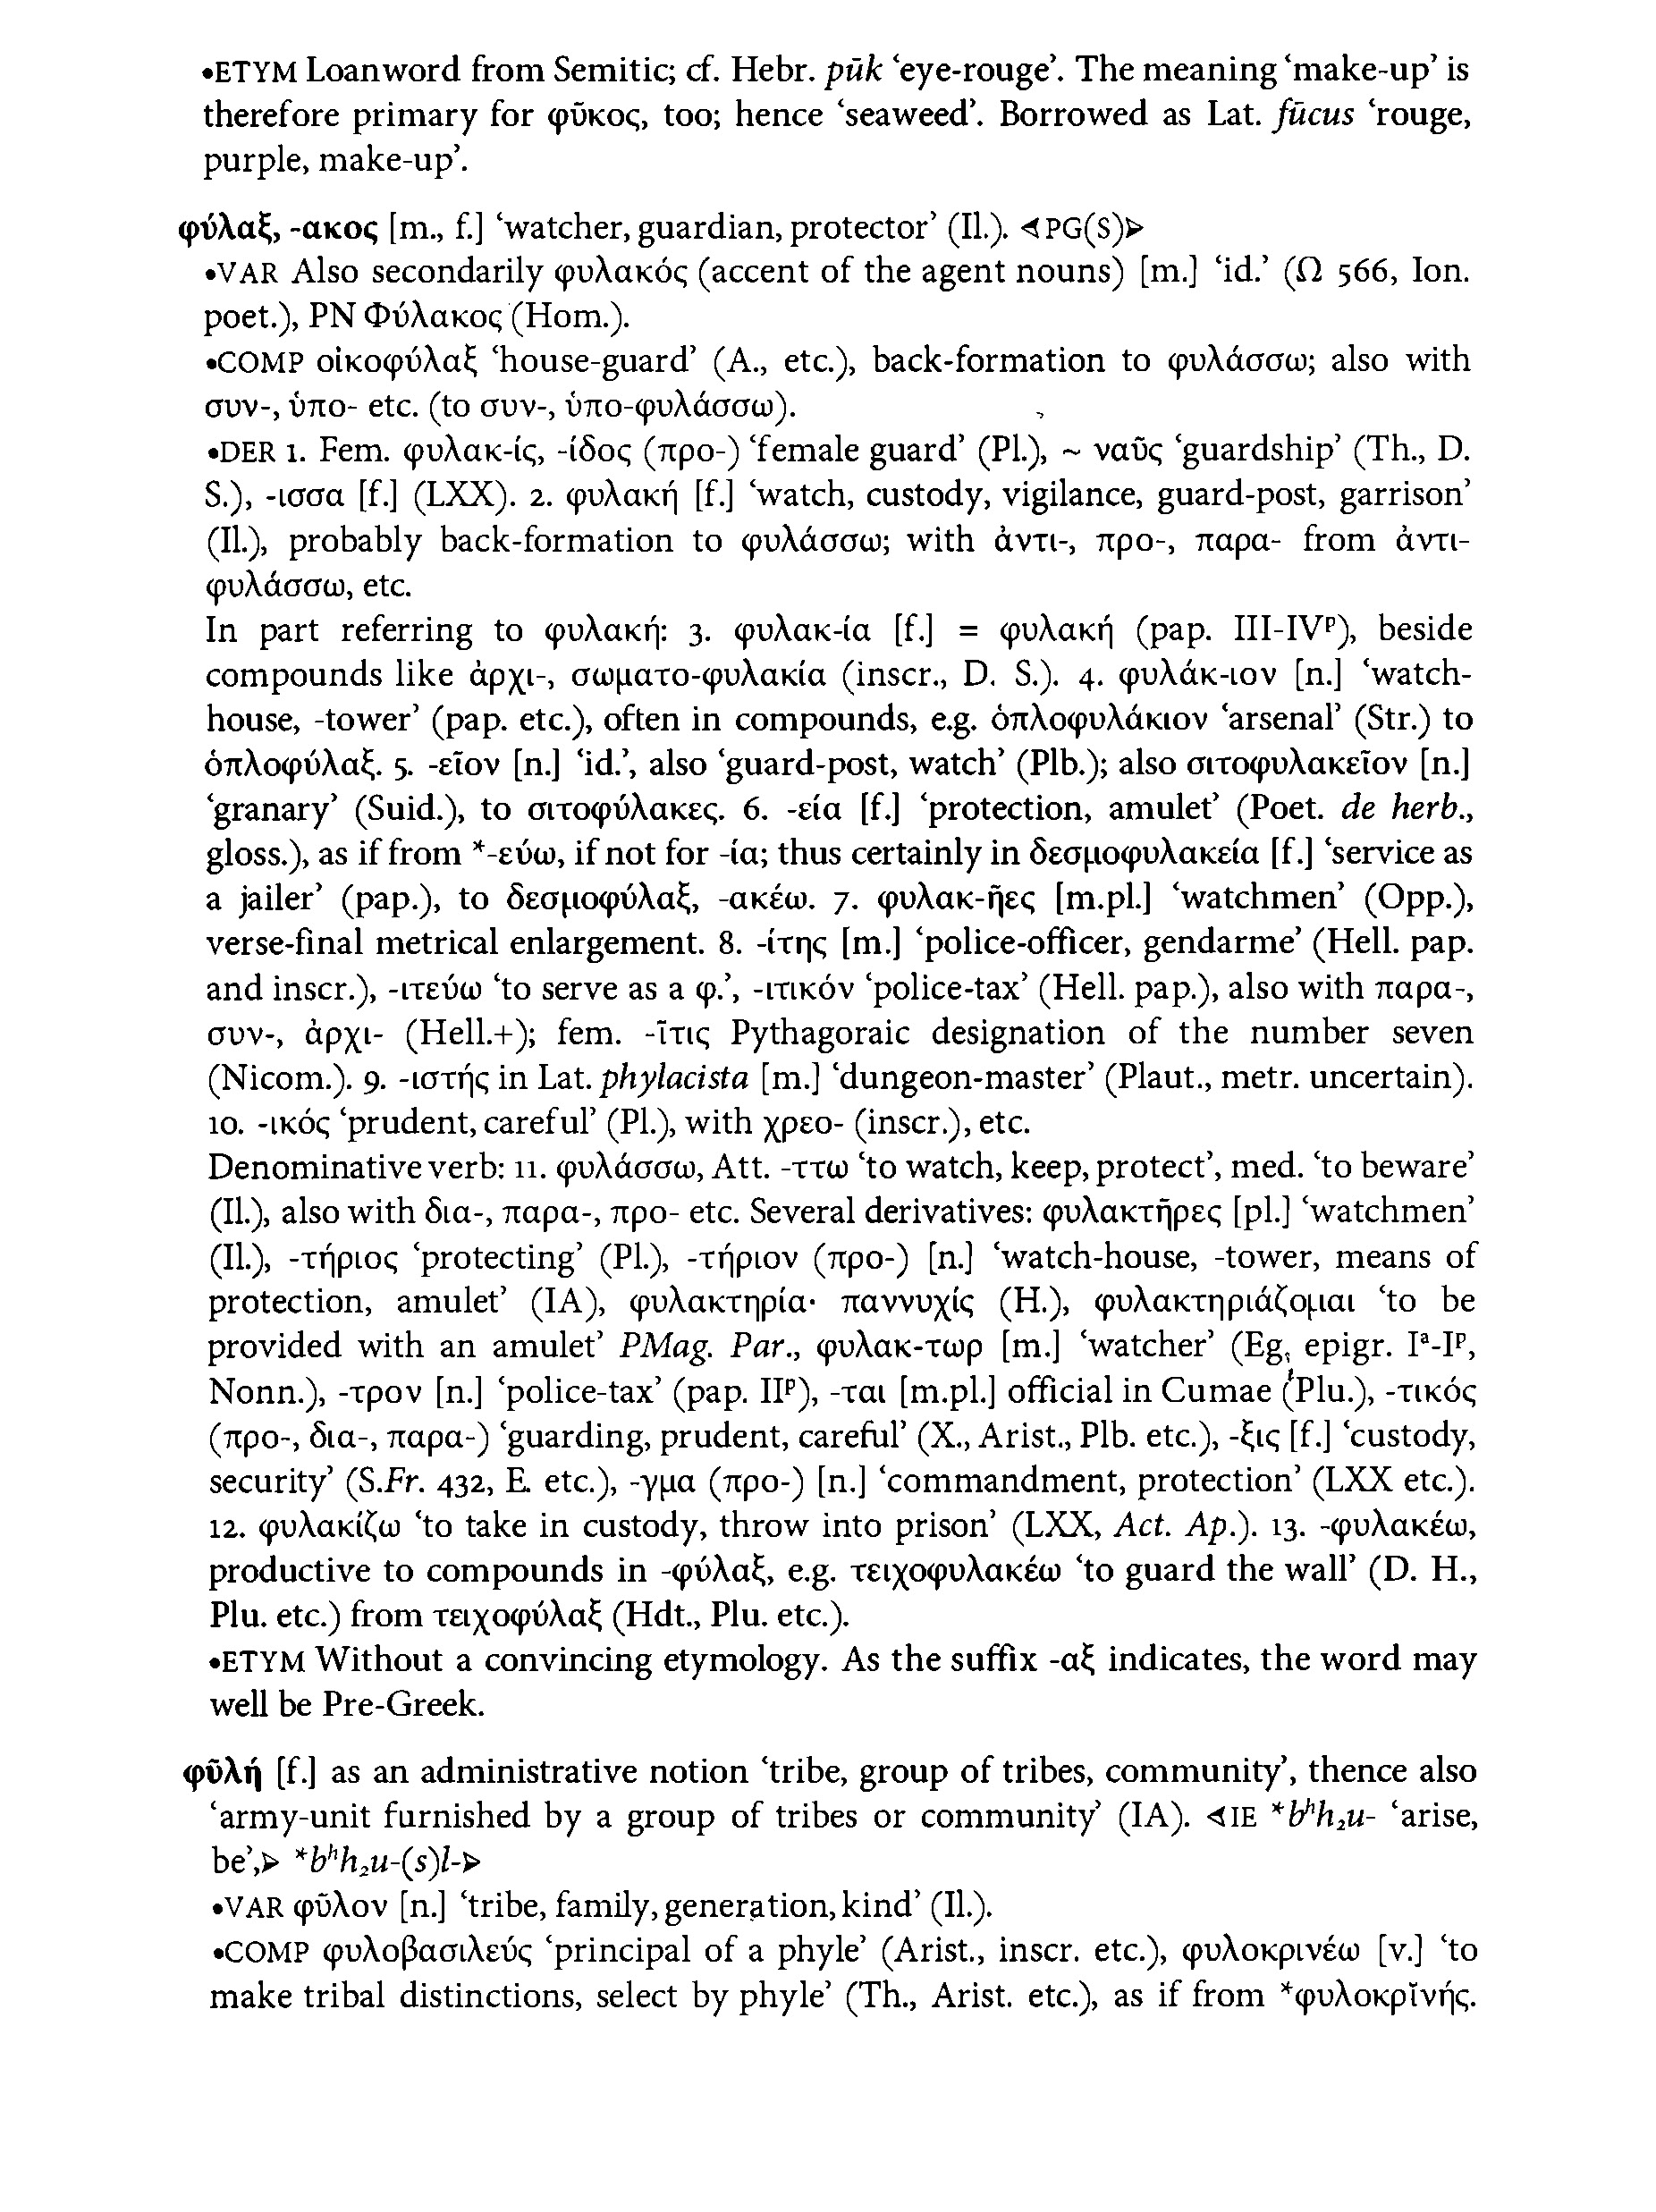 •ETYM Loanword from Semitic; cf. Hebr. pūk ‘eye-rouge’. The meaning ‘make-up’ is
therefore primary for φῦκος, too; hence ‘seaweed’. Borrowed as Lat. fūcus ‘rouge,
purple, make-up’.
φύλαξ, -ακος [m., f.] ‘watcher, guardian, protector’ (Il.). ⊲PG(S)⊳
•VAR Also secondarily φυλακός (accent of the agent nouns) [m.] ‘id.’ (Ω 566, Ion.
poet.), PN Φύλακος (Hom.).
•COMP οἰκοφύλαξ ‘house-guard’ (A., etc.), back-formation to φυλάσσω; also with
συν-, ὑπο- etc. (to συν-, ὑπο-φυλάσσω).
•DER 1. Fem. φυλακ-ίς, -ίδος (προ-) ‘female guard’ (Pl.), ~ ναῦς ‘guardship’ (Th., D.
S.), -ισσα [f.] (LXX). 2. φυλακή [f.] ‘watch, custody, vigilance, guard-post, garrison’
(Il.), probably back-formation to φυλάσσω; with ἀντι-, προ-, παρα- from ἀντι-
φυλάσσω, etc.
In part referring to φυλακή: 3. φυλακ-ία [f.] = φυλακή (pap. III-IVᵖ), beside
compounds like ἀρχι-, σωματο-φυλακία (inscr., D. S.). 4. φυλάκ-ιον [n.] ‘watch-
house, -tower’ (pap. etc.), often in compounds, e.g. ὁπλοφυλάκιον ‘arsenal’ (Str.) to
ὁπλοφύλαξ. 5. -εῖον [n.] ‘id.’, also ‘guard-post, watch’ (Plb.); also σιτοφυλακεῖον [n.]
‘granary’ (Suid.), to σιτοφύλακες. 6. -εία [f.] ‘protection, amulet’ (Poet. de herb.,
gloss.), as if from *-εύω, if not for -ία; thus certainly in δεσμοφυλακεία [f.] ‘service as
a jailer’ (pap.), to δεσμοφύλαξ, -ακέω. 7. φυλακ-ῆες [m.pl.] ‘watchmen’ (Opp.),
verse-final metrical enlargement. 8. -ίτης [m.] ‘police-officer, gendarme’ (Hell. pap.
and inscr.), -ιτεύω ‘to serve as a φ.’, -ιτικόν ‘police-tax’ (Hell. pap.), also with παρα-,
συν-, ἀρχι- (Hell.+); fem. -ῖτις Pythagoraic designation of the number seven
(Nicom.). 9. -ιστής in Lat. phylacista [m.] ‘dungeon-master’ (Plaut., metr. uncertain).
10. -ικός ‘prudent, careful’ (Pl.), with χρεο- (inscr.), etc.
Denominative verb: 11. φυλάσσω, Att. -ττω ‘to watch, keep, protect’, med. ‘to beware’
(Il.), also with δια-, παρα-, προ- etc. Several derivatives: φυλακτῆρες [pl.] ‘watchmen’
(Il.), -τήριος ‘protecting’ (Pl.), -τήριον (προ-) [n.] ‘watch-house, -tower, means of
protection, amulet’ (IA), φυλακτηρία· παννυχίς (H.), φυλακτηριάζομαι ‘to be
provided with an amulet’ PMag. Par., φυλακ-τωρ [m.] ‘watcher’ (Eg, epigr. Iᵃ-Iᵖ,
Nonn.), -τρον [n.] ‘police-tax’ (pap. IIᵖ), -ται [m.pl.] official in Cumae (Plu.), -τικός
(προ-, δια-, παρα-) ‘guarding, prudent, careful’ (X., Arist., Plb. etc.), -ξις [f.] ‘custody,
security’ (S.Fr. 432, E. etc.), -γμα (προ-) [n.] ‘commandment, protection’ (LXX etc.).
12. φυλακίζω ‘to take in custody, throw into prison’ (LXX, Act. Ap.). 13. -φυλακέω,
productive to compounds in -φύλαξ, e.g. τειχοφυλακέω ‘to guard the wall’ (D. H.,
Plu. etc.) from τειχοφύλαξ (Hdt., Plu. etc.).
•ETYM Without a convincing etymology. As the suffix -αξ indicates, the word may
well be Pre-Greek.
φῡλή [f.] as an administrative notion ‘tribe, group of tribes, community’, thence also
‘army-unit furnished by a group of tribes or community’ (IA). ⊲IE *bʰh₂u- ‘arise,
be’,⊳ *bʰh₂u-(s)l-⊳
•VAR φῦλον [n.] ‘tribe, family, generation, kind’ (Il.).
•COMP φυλοβασιλεύς ‘principal of a phyle’ (Arist., inscr. etc.), φυλοκρινέω [v.] ‘to
make tribal distinctions, select by phyle’ (Th., Arist. etc.), as if from *φυλοκρῐνής.